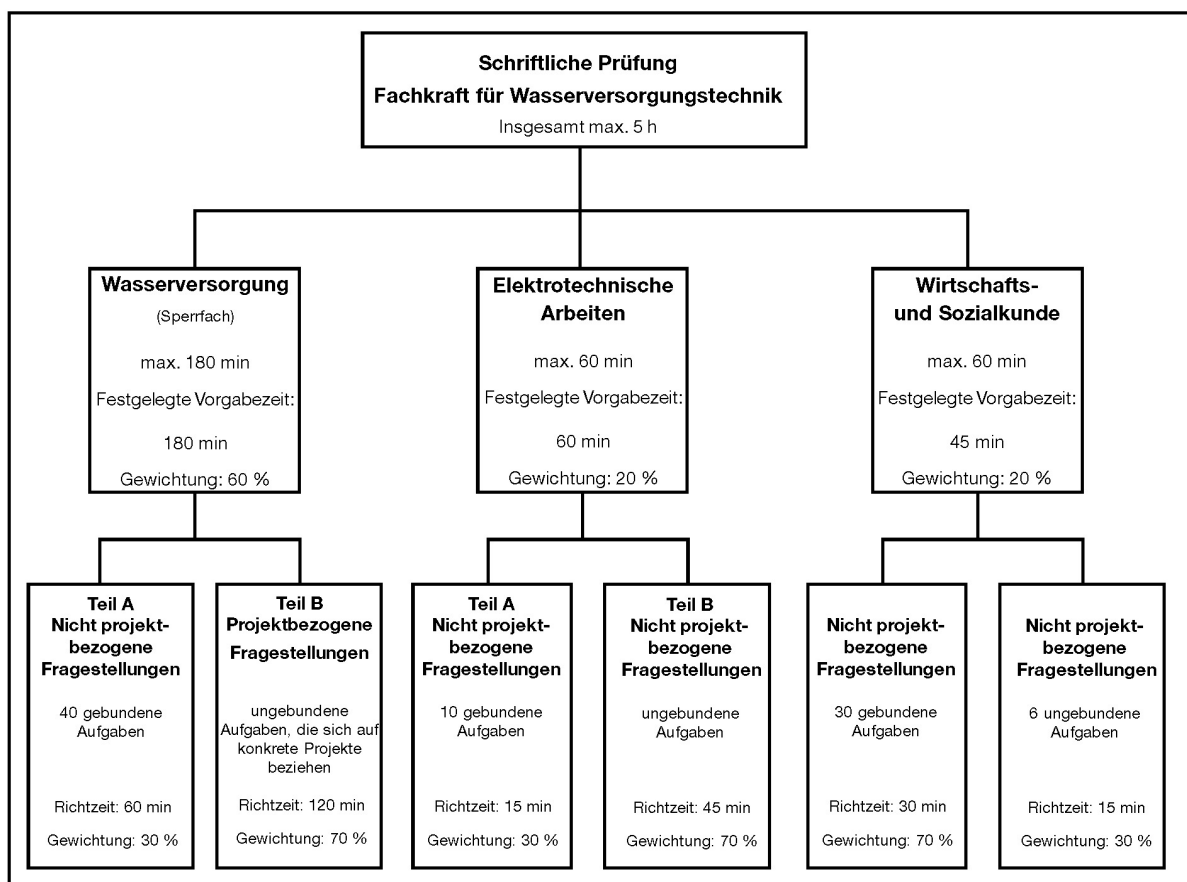 Schriftliche Prüfung
Fachkraft für Wasserversorgungstechnik
Insgesamt max. 5 h
Wasserversorgung
(Sperrfach)
max. 180 min
Festgelegte Vorgabezeit:
180 min
Gewichtung: 60 %
Elektrotechnische
Arbeiten
max. 60 min
Festgelegte Vorgabezeit:
60 min
Gewichtung: 20 %
Wirtschafts-
und Sozialkunde
max. 60 min
Festgelegte Vorgabezeit:
45 min
Gewichtung: 20 %
Teil A
Nicht projekt-
bezogene
Fragestellungen
40 gebundene
Aufgaben
Richtzeit: 60 min
Gewichtung: 30 %
Teil B
Projektbezogene
Fragestellungen
ungebundene
Aufgaben, die sich auf
konkrete Projekte
beziehen
Richtzeit: 120 min
Gewichtung: 70 %
Teil A
Nicht projekt-
bezogene
Fragestellungen
10 gebundene
Aufgaben
Richtzeit: 15 min
Gewichtung: 30 %
Teil B
Nicht projekt-
bezogene
Fragestellungen
ungebundene
Aufgaben
Richtzeit: 45 min
Gewichtung: 70 %
Nicht projekt-
bezogene
Fragestellungen
30 gebundene
Aufgaben
Richtzeit: 30 min
Gewichtung: 70 %
Nicht projekt-
bezogene
Fragestellungen
6 ungebundene
Aufgaben
Richtzeit: 15 min
Gewichtung: 30 %